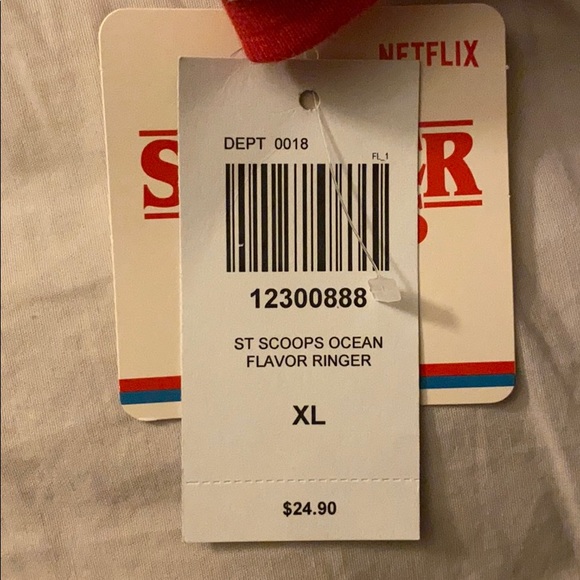 NETFLIX
DEPT 0018
FL_1
12300888
ST SCOOPS OCEAN
FLAVOR RINGER
XL
$24.90